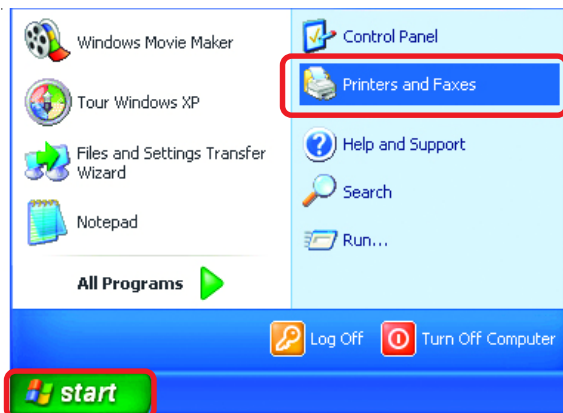 Windows Movie Maker
Tour Windows XP
Files and Settings Transfer
Wizard
Notepad
All Programs
Control Panel
Printers and Faxes
Help and Support
Search
Run...
Log Off
Turn Off Computer
start